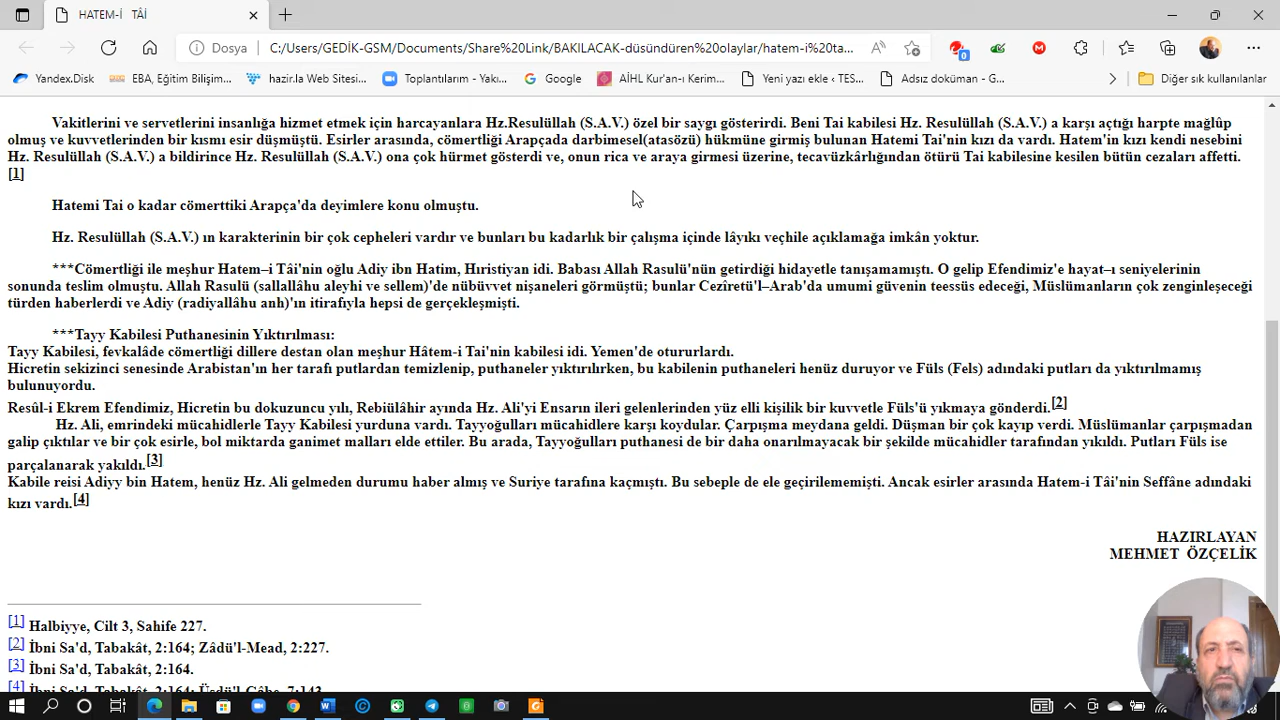 HATEM-İ TÂİ
Dosya
C:/Users/GEDİK-GSM/Documents/Share%20Link/BAKILACAK-düsündüren%20olaylar/hatem-i%20ta...
Yandex.Disk
EBA, Eğitim Bilişim...
hazir.la Web Sitesi...
Toplantılarım - Yakı...
Google
AİHL Kur'an-ı Kerim...
Yeni yazı ekle ‹ TES...
Adsız doküman - G...
Diğer sık kullanılanlar
Vakitlerini ve servetlerini insanlığa hizmet etmek için harcayanlara Hz.Resulüllah (S.A.V.) özel bir saygı gösterirdi. Beni Tai kabilesi Hz. Resulüllah (S.A.V.) a karşı açtığı harpte mağlûp
olmuş ve kuvvetlerinden bir kısmı esir düşmüştü. Esirler arasında, cömertliği Arapçada darbimesel(atasözü) hükmüne girmiş bulunan Hatemi Tai'nin kızı da vardı. Hatem'in kızı kendi nesebini
Hz. Resulüllah (S.A.V.) a bildirince Hz. Resulüllah (S.A.V.) ona çok hürmet gösterdi ve, onun rica ve araya girmesi üzerine, tecavüzkârlığından ötürü Tai kabilesine kesilen bütün cezaları affetti.
[1]
Hatemi Tai o kadar cömerttiki Arapça'da deyimlere konu olmuştu.
Hz. Resulüllah (S.A.V.) ın karakterinin bir çok cepheleri vardır ve bunları bu kadarlık bir çalışma içinde lâyıkı veçhile açıklamağa imkân yoktur.
***Cömertliği ile meşhur Hatem–i Tâi'nin oğlu Adiy ibn Hatim, Hıristiyan idi. Babası Allah Rasulü'nün getirdiği hidayetle tanışamamıştı. O gelip Efendimiz'e hayat–ı seniyelerinin
sonunda teslim olmuştu. Allah Rasulü (sallallâhu aleyhi ve sellem)'de nübüvvet nişaneleri görmüştü; bunlar Cezîretü'l–Arab'da umumi güvenin teessüs edeceği, Müslümanların çok zenginleşeceği
türden haberlerdi ve Adiy (radiyallâhu anh)'ın itirafıyla hepsi de gerçekleşmişti.
***Tayy Kabilesi Puthanesinin Yıktırılması:
Tayy Kabilesi, fevkalâde cömertliği dillere destan olan meşhur Hâtem-i Tai'nin kabilesi idi. Yemen'de otururlardı.
Hicretin sekizinci senesinde Arabistan'ın her tarafı putlardan temizlenip, puthaneler yıktırılırken, bu kabilenin puthaneleri henüz duruyor ve Füls (Fels) adındaki putları da yıktırılmamış
bulunuyordu.
Resûl-i Ekrem Efendimiz, Hicretin bu dokuzuncu yılı, Rebiülâhir ayında Hz. Ali'yi Ensarın ileri gelenlerinden yüz elli kişilik bir kuvvetle Füls'ü yıkmaya gönderdi.[2]
Hz. Ali, emrindeki mücahidlerle Tayy Kabilesi yurduna vardı. Tayyoğulları mücahidlere karşı koydular. Çarpışma meydana geldi. Düşman bir çok kayıp verdi. Müslümanlar çarpışmadan
galip çıktılar ve bir çok esirle, bol miktarda ganimet malları elde ettiler. Bu arada, Tayyoğulları puthanesi de bir daha onarılmayacak bir şekilde mücahidler tarafından yıkıldı. Putları Füls ise
parçalanarak yakıldı.[3]
Kabile reisi Adiyy bin Hatem, henüz Hz. Ali gelmeden durumu haber almış ve Suriye tarafına kaçmıştı. Bu sebeple de ele geçirilememişti. Ancak esirler arasında Hatem-i Tâi'nin Seffâne adındaki
kızı vardı.[4]
HAZIRLAYAN
MEHMET ÖZÇELİK
[1] Halbiyye, Cilt 3, Sahife 227.
[2] İbni Sa'd, Tabakât, 2:164; Zâdü'l-Mead, 2:227.
[3] İbni Sa'd, Tabakât, 2:164.
[4] İbni Sa'd, Tabakât, 2:164; Üsdü'l-Gâbe, 7:143